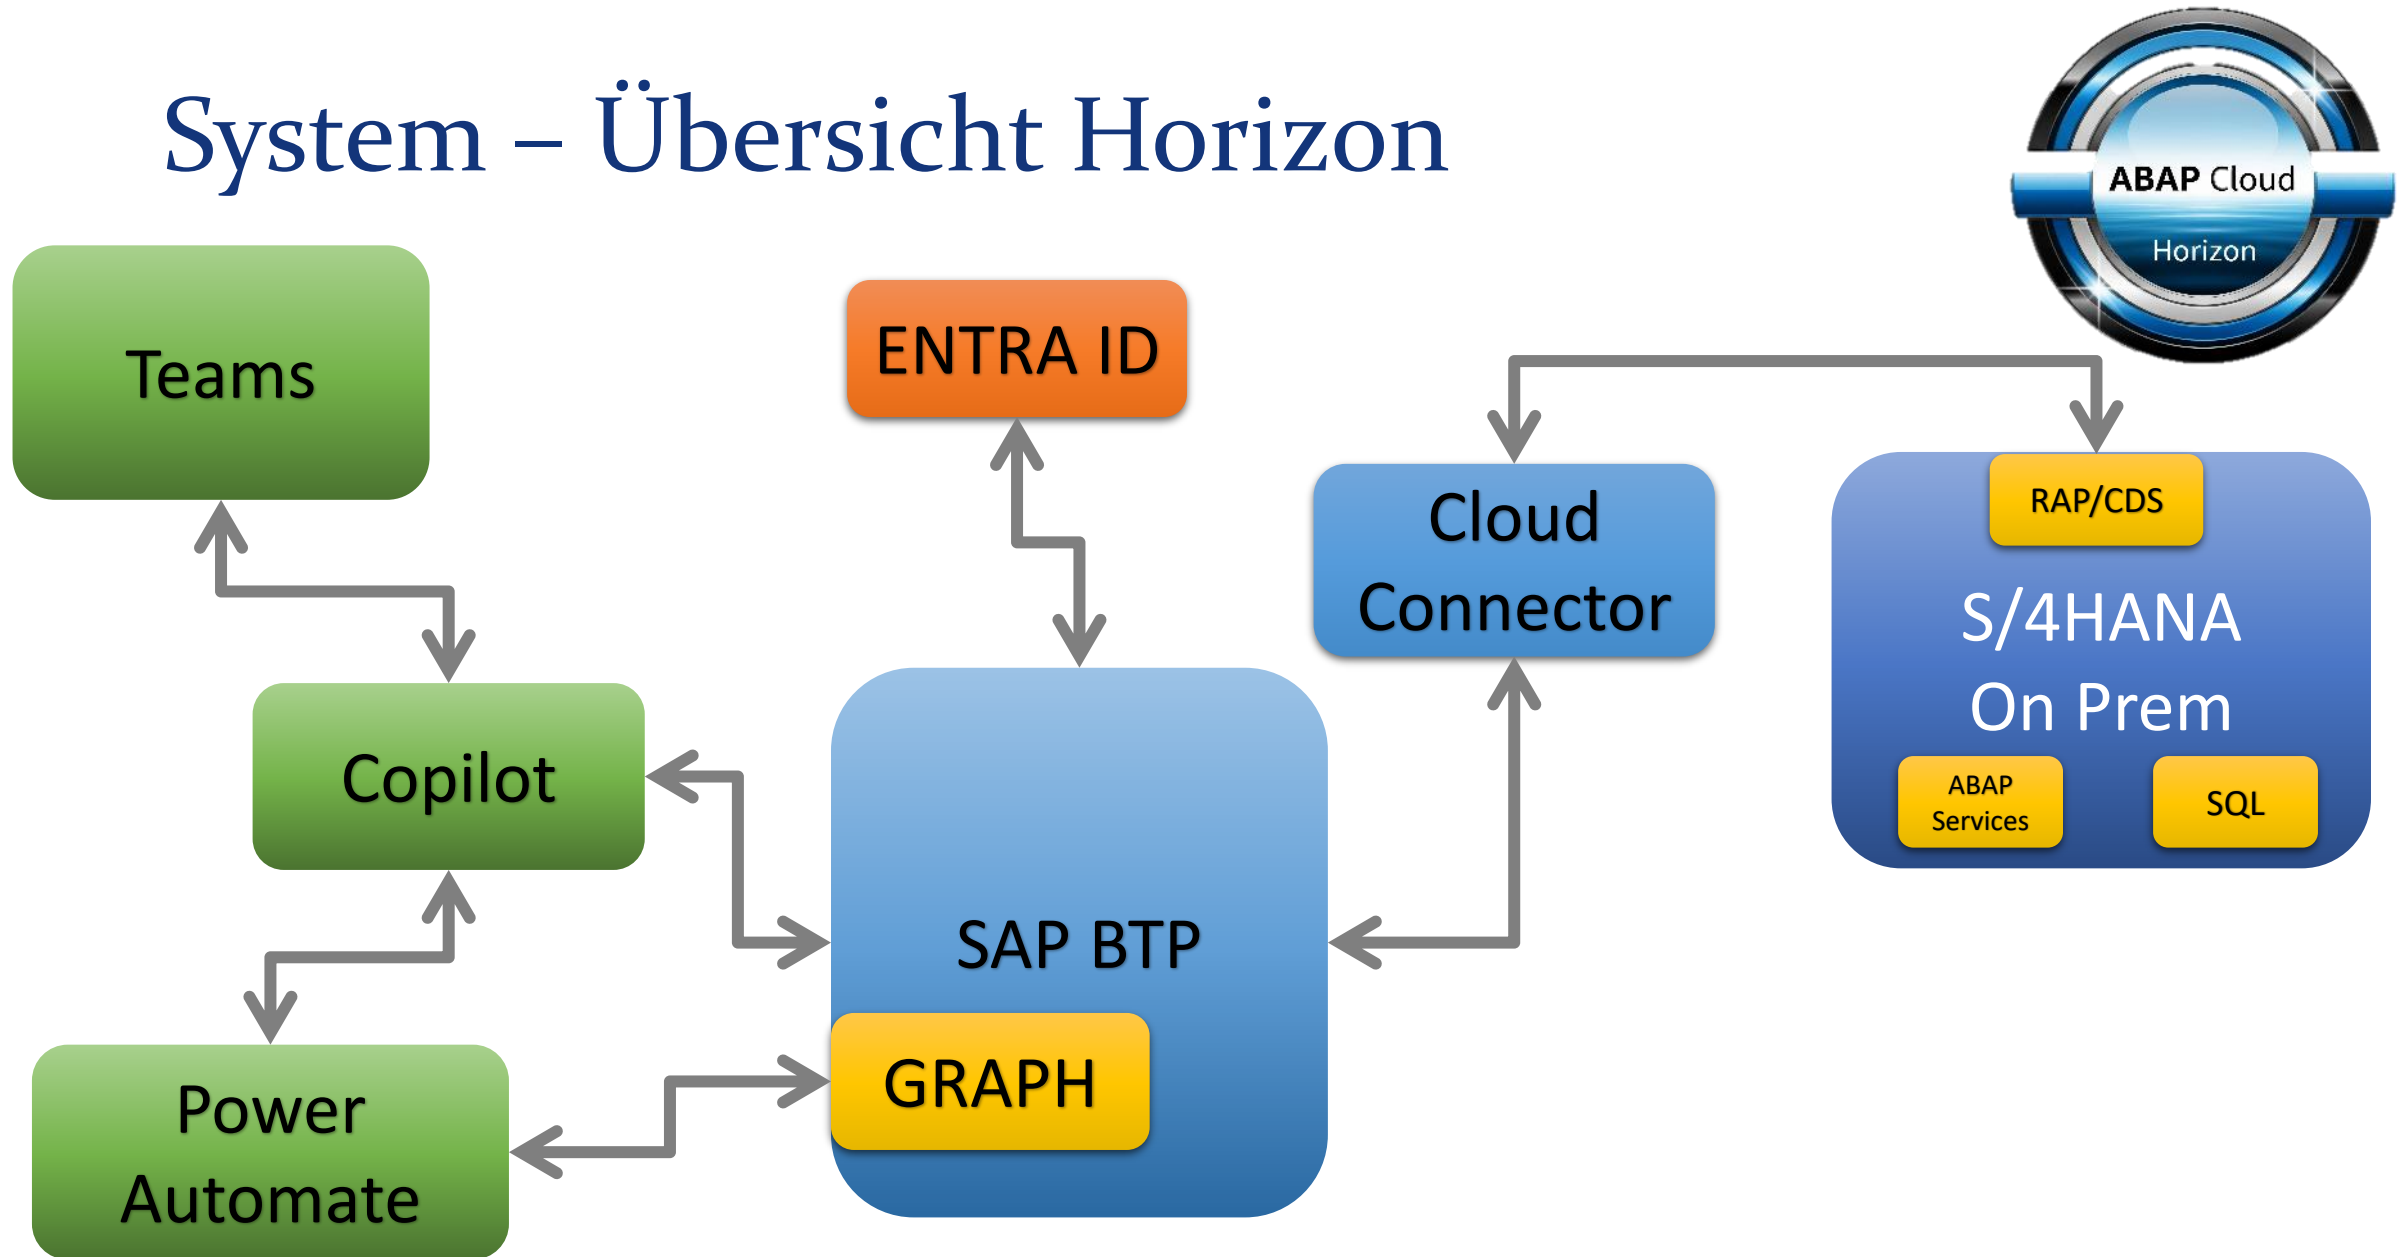 System – Übersicht Horizon
ABAP Cloud
Horizon
Teams
ENTRA ID
Cloud
Connector
RAP/CDS
S/4HANA
On Prem
ABAP
Services
SQL
Copilot
SAP BTP
GRAPH
Power
Automate